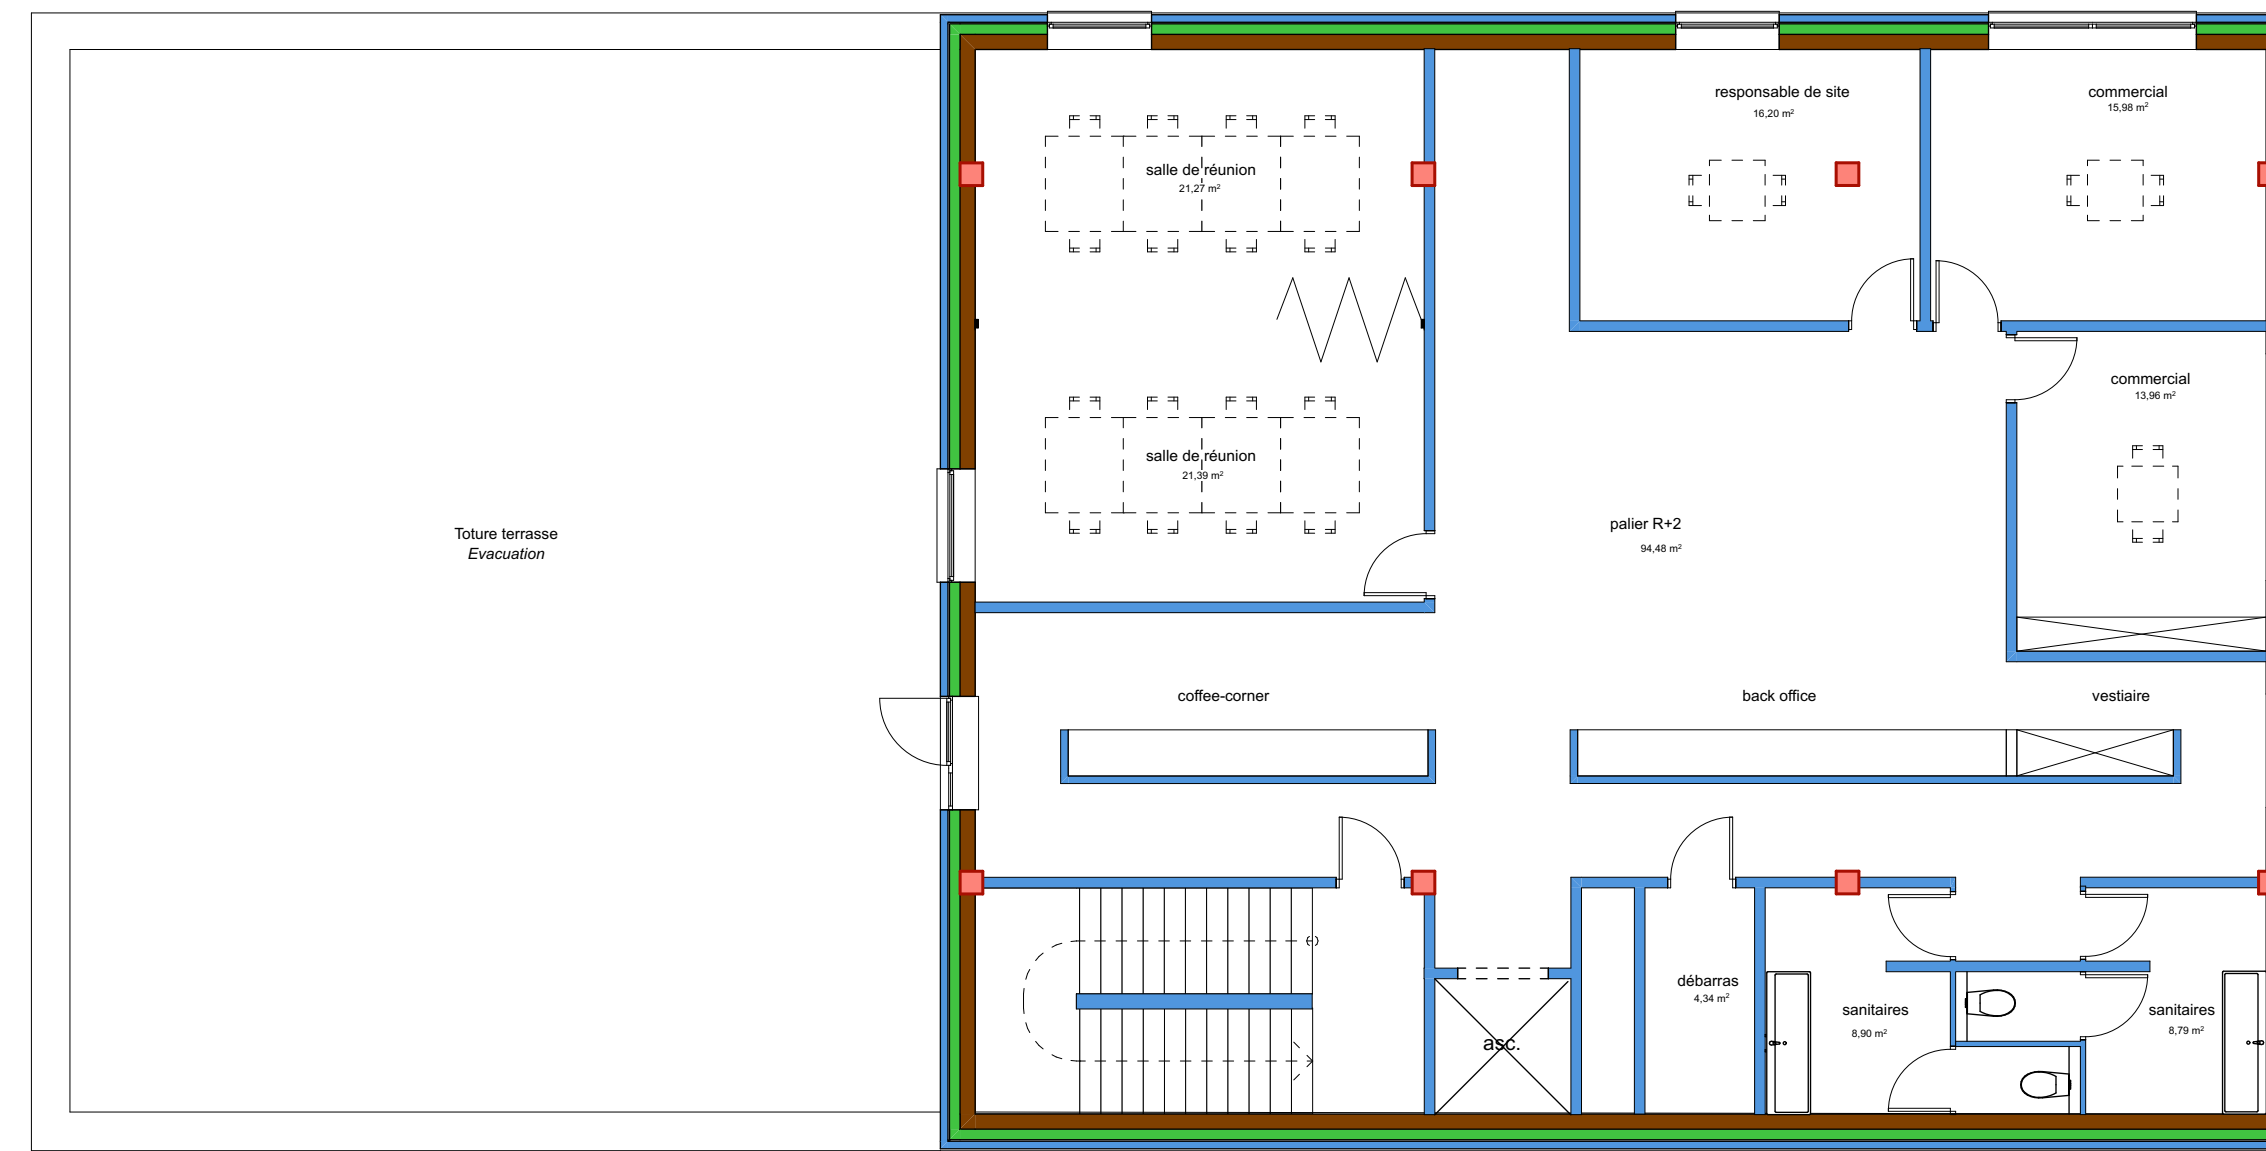 responsable de site
16,20 m²
commercial
15,98 m²
salle de réunion
21,27 m²
commercial
13,96 m²
salle de réunion
21,39 m²
Toture terrasse
Evacuation
palier R+2
94,48 m²
coffee-corner
back office
vestiaire
débarras
4,34 m²
sanitaires
8,90 m²
sanitaires
8,79 m²
asc.